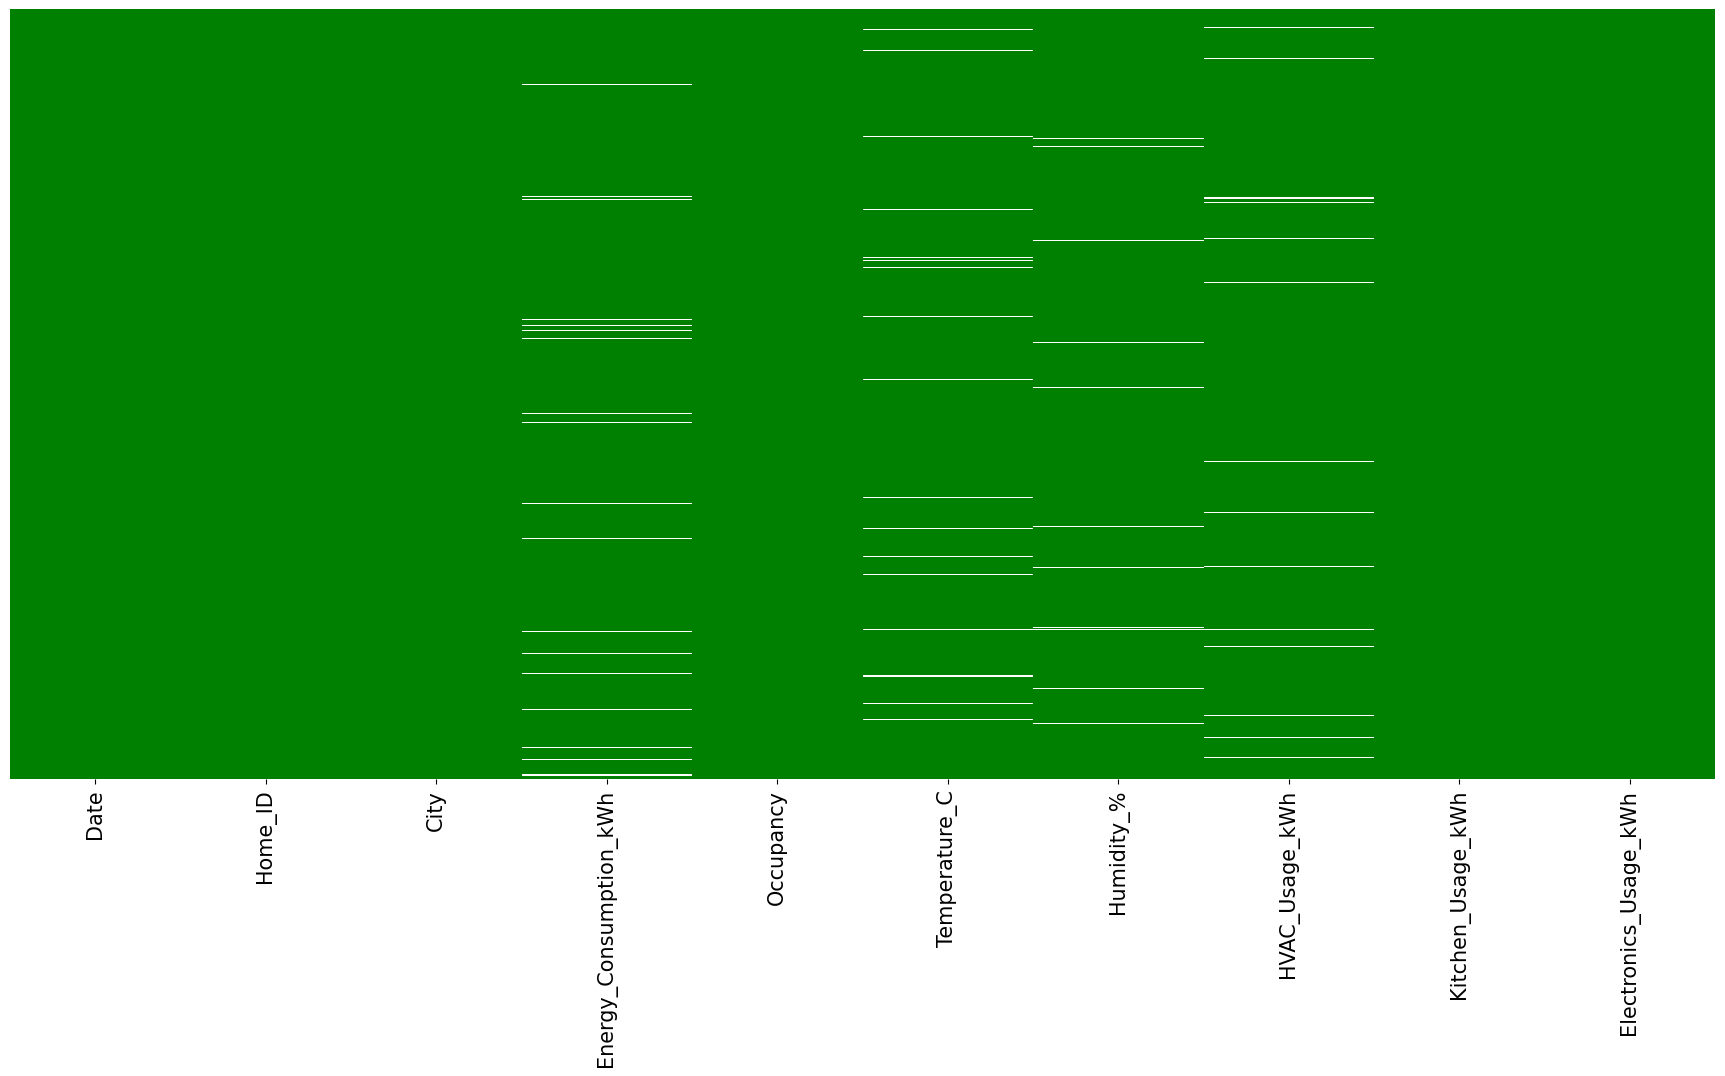 Date
Home_ID
City
Energy_Consumption_kWh
Occupancy
Temperature_C
Humidity_%
HVAC_Usage_kWh
Kitchen_Usage_kWh
Electronics_Usage_kWh